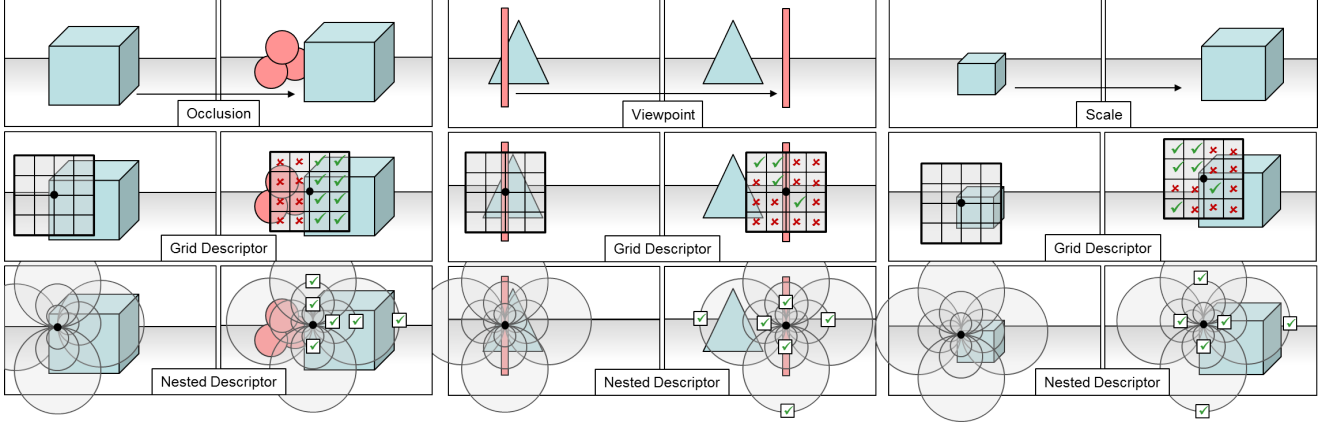 Occlusion
Viewpoint
Scale
Grid Descriptor
Grid Descriptor
Grid Descriptor
Nested Descriptor
Nested Descriptor
Nested Descriptor